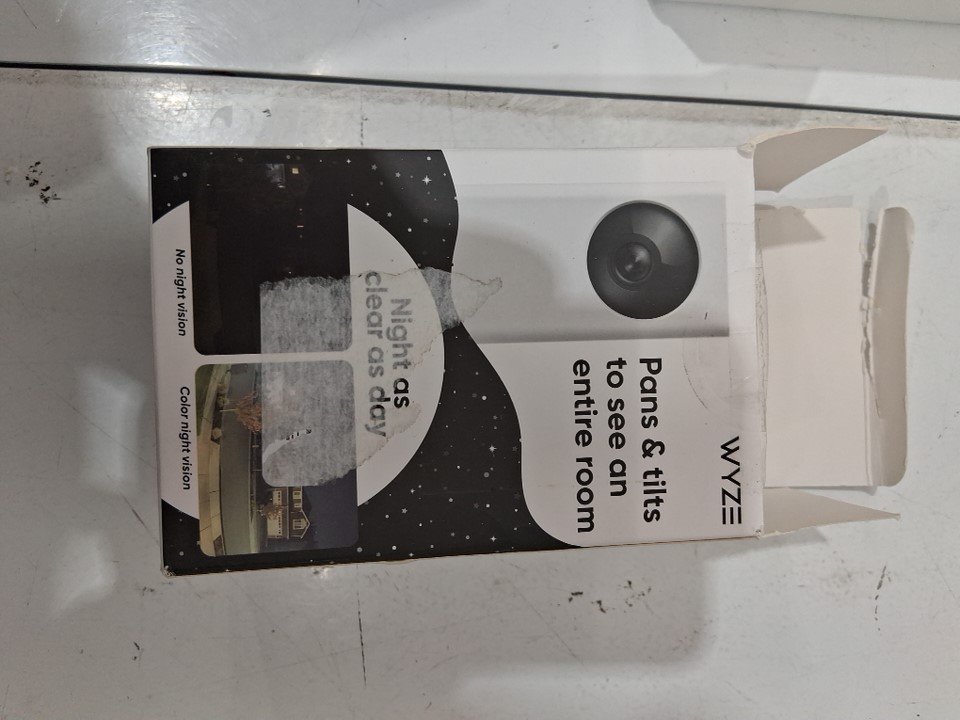 WYZE
Pans & tilts
to see an
entire room
Night as
clear as day
No night vision
Color night vision